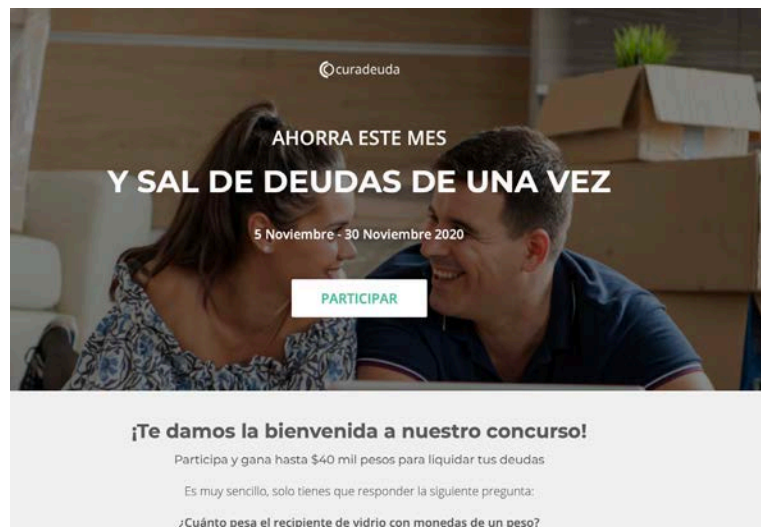 curadeuda
AHORRA ESTE MES
Y SAL DE DEUDAS DE UNA VEZ
5 Noviembre - 30 Noviembre 2020
PARTICIPAR
¡Te damos la bienvenida a nuestro concurso!
Participa y gana hasta $40 mil pesos para liquidar tus deudas
Es muy sencillo, solo tienes que responder la siguiente pregunta:
¿Cuánto pesa el recipiente de vidrio con monedas de un peso?